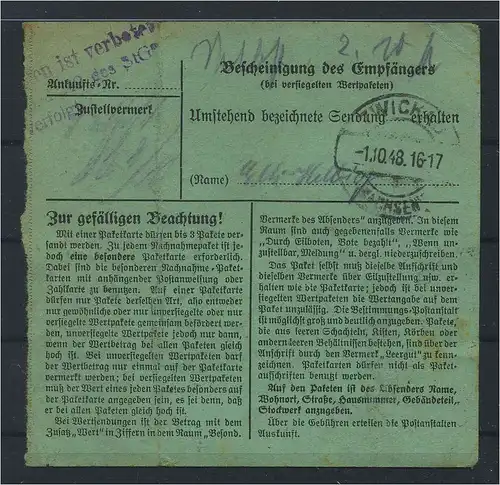 en ist verboten
des StG
verfol
2.
Bescheinigung des Empfängers
(bei versiegelten Wertpaketen)
Ankunfts-Nr.
Zustellvermerk
Umstehend bezeichnete Sendung erhalten
ZWICKAU
-1.10.48.16-17
SACHSEN
(Name)
Zur gefälligen Beachtung!
Mit einer Paketkarte dürfen bis 3 Pakete ver-
sandt werden. Zu jedem Nachnahmepaket ist je-
doch eine besondere Paketkarte erforderlich.
Dabei sind die besonderen Nachnahme-Paket-
karten mit anhängender Postanweisung oder
Zahlkarte zu benutzen. Auf einer Paketkarte
dürfen nur Pakete derselben Art, also entweder
nur gewöhnliche oder nur unversiegelte oder nur
versiegelte Wertpakete gemeinsam befördert wer-
den, unversiegelte Wertpakete jedoch nur dann,
wenn der Wertbetrag bei allen Paketen gleich
hoch ist. Bei unversiegelten Wertpaketen darf
der Wertbetrag nur einmal auf der Paketkarte
vermerkt werden; bei versiegelten Wertpaketen
muß der Wert eines jeden Paketes besonders auf
der Paketkarte angegeben sein, es sei denn, daß
er bei allen Paketen gleich hoch ist.
Bei Wertsendungen ist der Betrag mit dem
Zusatz „Wert" in Ziffern in dem Raum „Besond.
Vermerke des Absenders" anzugeben. In diesem
Raum sind auch gegebenenfalls Vermerke wie
„Durch Eilboten, Bote bezahlt", „Wenn un-
zustellbar, Meldung" u. dergl. niederzuschreiben.
Das Paket selbst muß dieselbe Aufschrift und
dieselben Vermerke über Eilzustellung usw. er-
halten wie die Paketkarte; jedoch ist bei unver-
siegelten Wertpaketen die Wertangabe auf dem
Paket unzulässig. Die Bestimmungs-Postanstalt
ist möglichst groß und deutlich anzugeben. Pakete,
die aus leeren Schachteln, Kisten, Körben oder
anderen leeren Behältnissen bestehen, sind über der
Anschrift durch den Vermerk „Leergut" zu kenn-
zeichnen. Paketkarten dürfen nicht als Paket-
aufschriften benutzt werden.
Auf den Paketen ist des Absenders Name,
Wohnort, Straße, Hausnummer, Gebäudeteil,
Stockwerk anzugeben.
Über die Gebühren erteilen die Postanstalten
Auskunft.